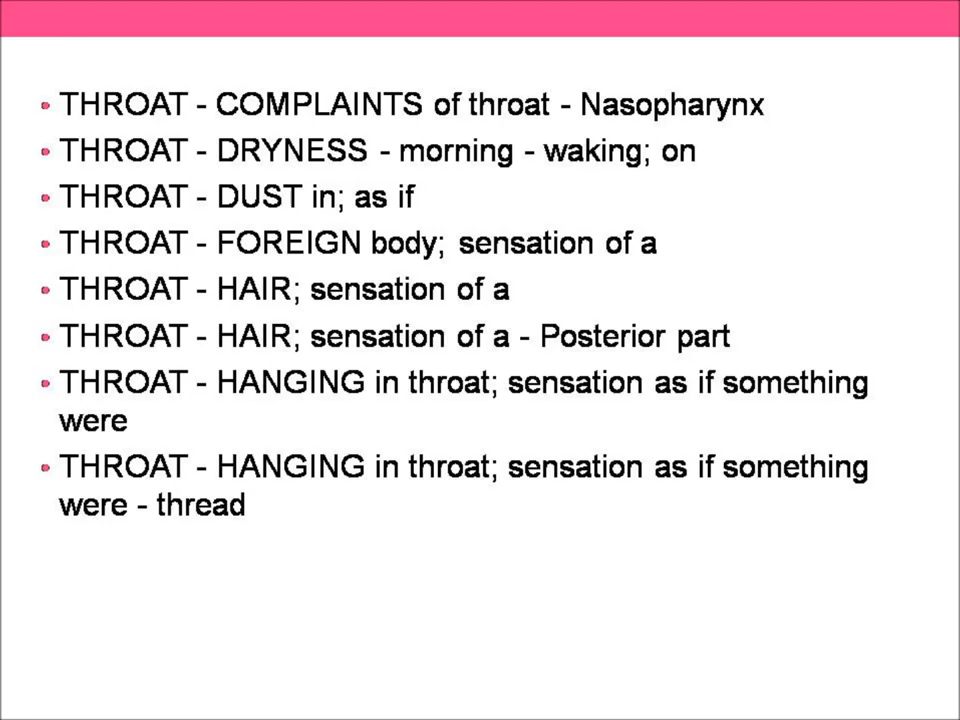 • THROAT - COMPLAINTS of throat - Nasopharynx
• THROAT - DRYNESS - morning - waking; on
• THROAT - DUST in; as if
• THROAT - FOREIGN body; sensation of a
• THROAT - HAIR; sensation of a
• THROAT - HAIR; sensation of a - Posterior part
• THROAT - HANGING in throat; sensation as if something
were
• THROAT - HANGING in throat; sensation as if something
were - thread